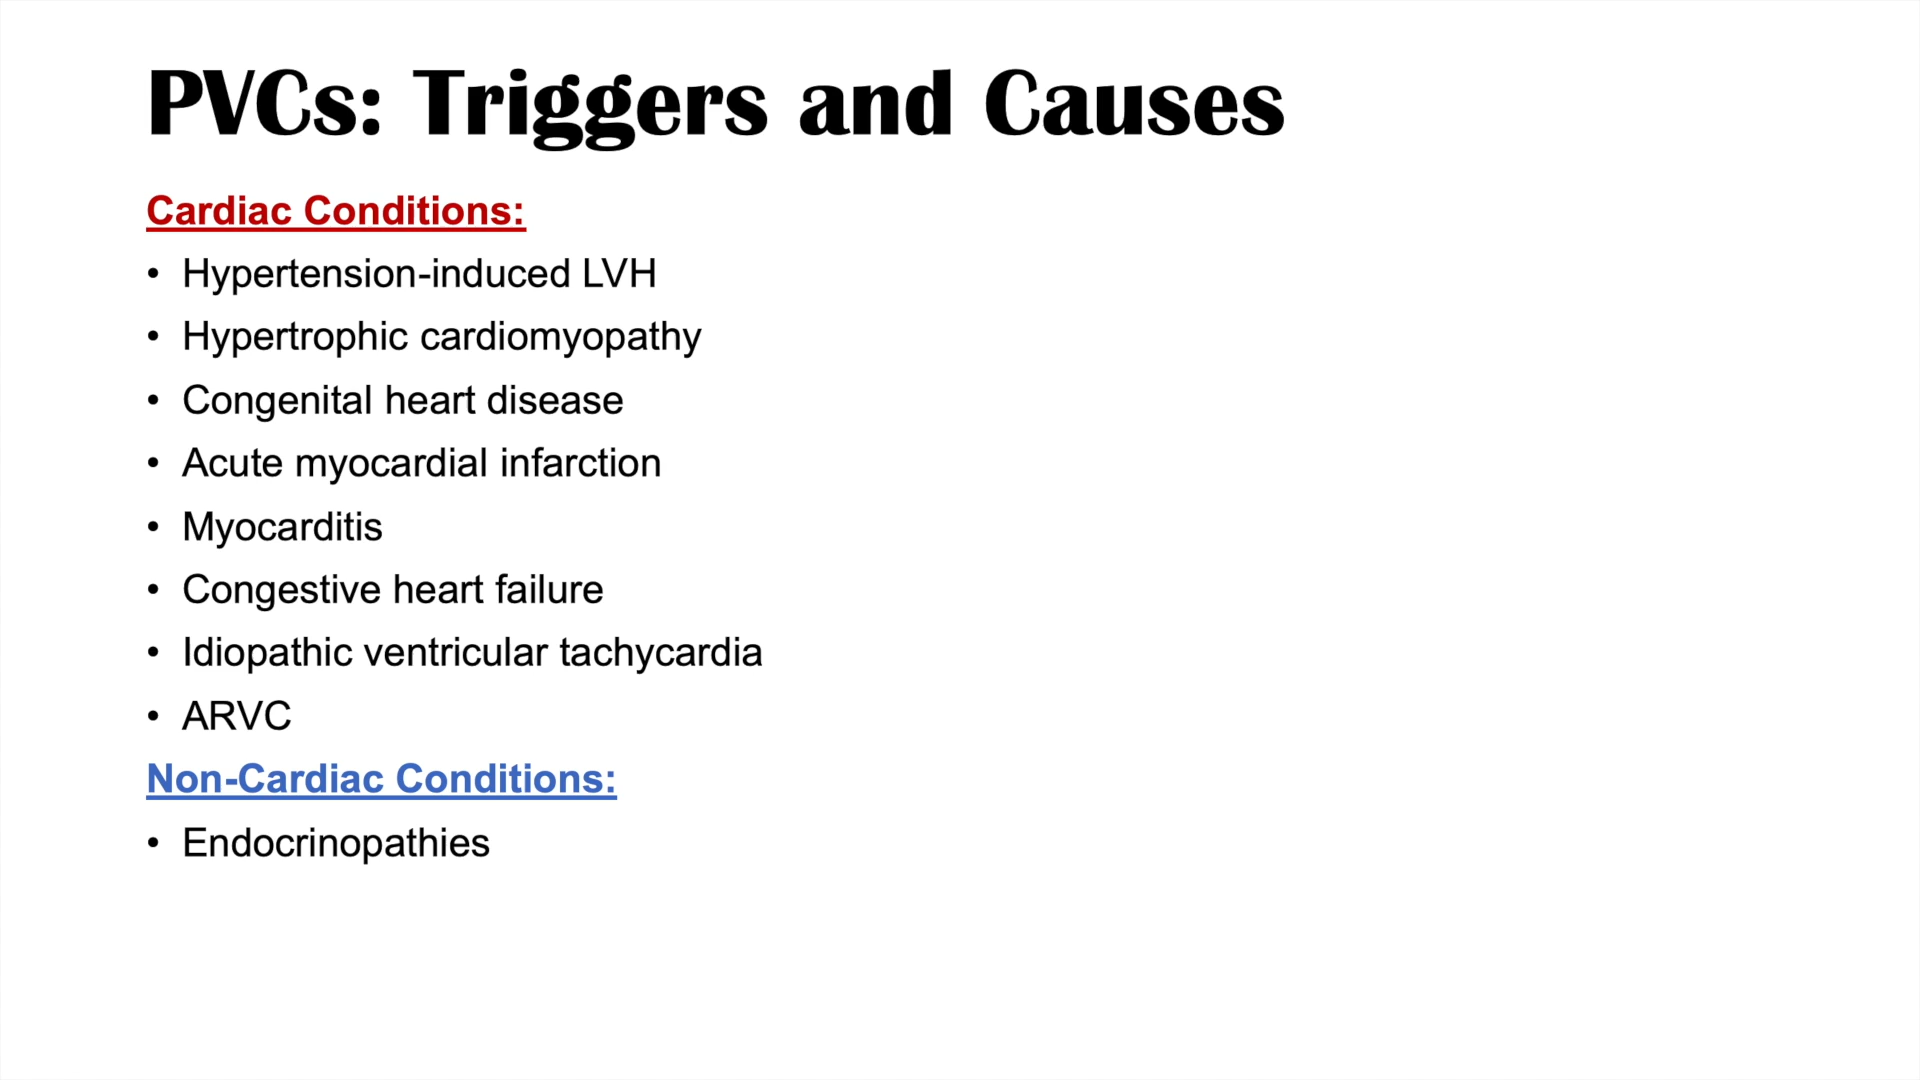 PVCs: Triggers and Causes
Cardiac Conditions:
• Hypertension-induced LVH
• Hypertrophic cardiomyopathy
• Congenital heart disease
• Acute myocardial infarction
• Myocarditis
• Congestive heart failure
• Idiopathic ventricular tachycardia
• ARVC
Non-Cardiac Conditions:
• Endocrinopathies